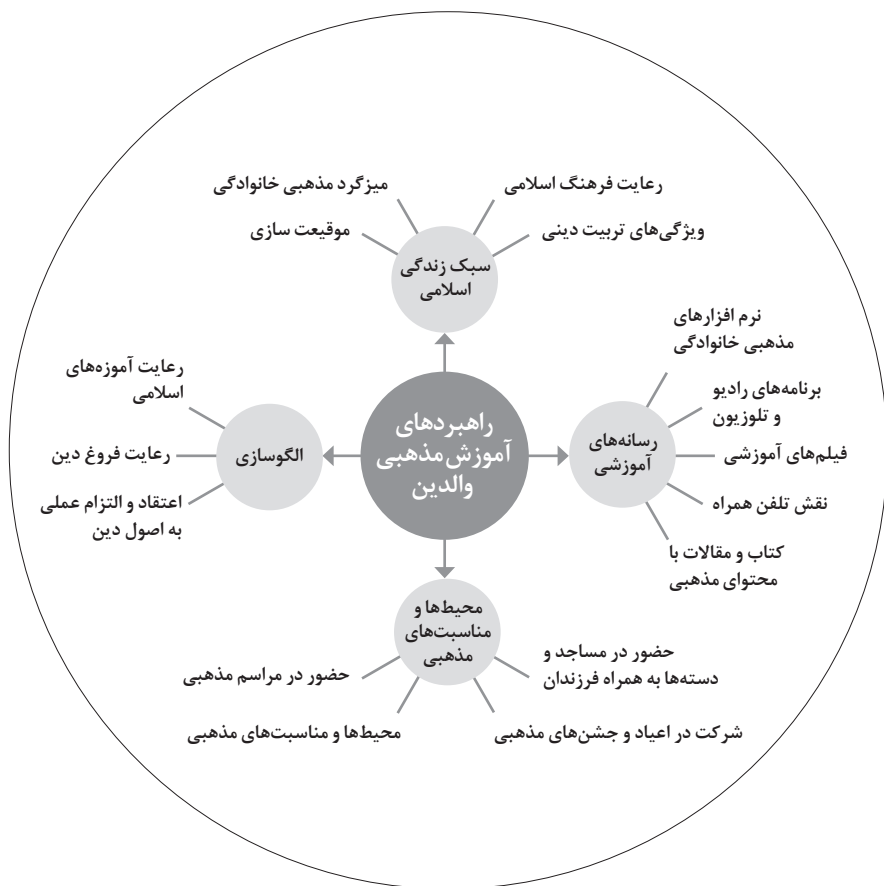 میزگرد مذهبی خانوادگی
رعایت فرهنگ اسلامی
موقیعت سازی
ویژگی‌های تربیت دینی
سبک زندگی
اسلامی
نرم افزارهای
مذهبی خانوادگی
برنامه‌های رادیو
و تلوزیون
رسانه‌های
آموزشی
فیلم‌های آموزشی
نقش تلفن همراه
کتاب و مقالات با
محتوای مذهبی
راهبردهای
آموزش مذهبی
والدین
الگوسازی
رعایت آموزه‌های
اسلامی
رعایت فروغ دین
اعتقاد و التزام عملی
به اصول دین
محیط‌ها و
مناسبت‌های
مذهبی
حضور در مساجد و
دسته‌ها به همراه فرزندان
حضور در مراسم مذهبی
شرکت در اعیاد و جشن‌های مذهبی
محیط‌ها و مناسبت‌های مذهبی